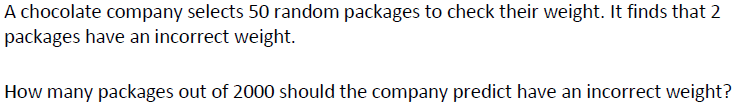 A chocolate company selects 50 random packages to check their weight. It finds that 2
packages have an incorrect weight.
How many packages out of 2000 should the company predict have an incorrect weight?